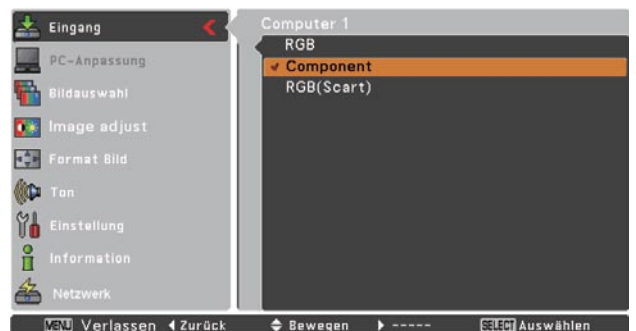 Eingang
PC-Anpassung
Bildauswahl
Image adjust
Format Bild
Ton
Einstellung
Information
Netzwerk
Computer 1
RGB
Component
RGB(Scart)
MENU Verlassen Zurück Bewegen ----- SELECT Auswählen